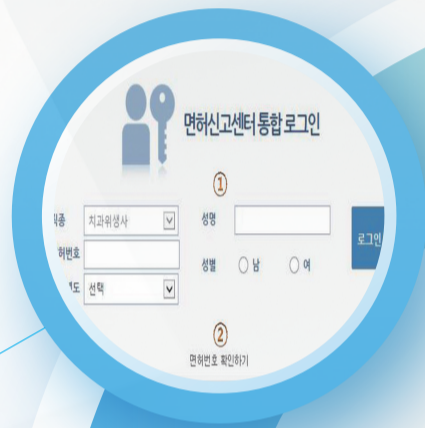 면허신고센터 통합 로그인
①
치과위생사 성명
로그인
허번호
성별 남 여
선택
②
면허번호 확인하기